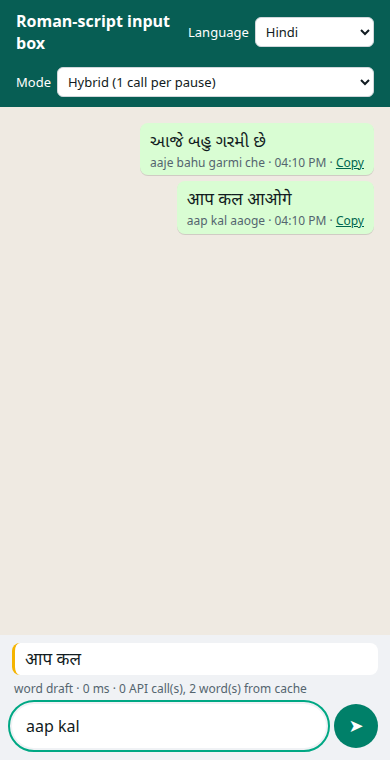 Roman-script input box
Language
Hindi
Mode
Hybrid (1 call per pause)
આજે બહુ ગરમી છે
aaje bahu garmi che · 04:10 PM · Copy
आप कल आओगे
aap kal aaoge · 04:10 PM · Copy
आप कल
word draft · 0 ms · 0 API call(s), 2 word(s) from cache
aap kal